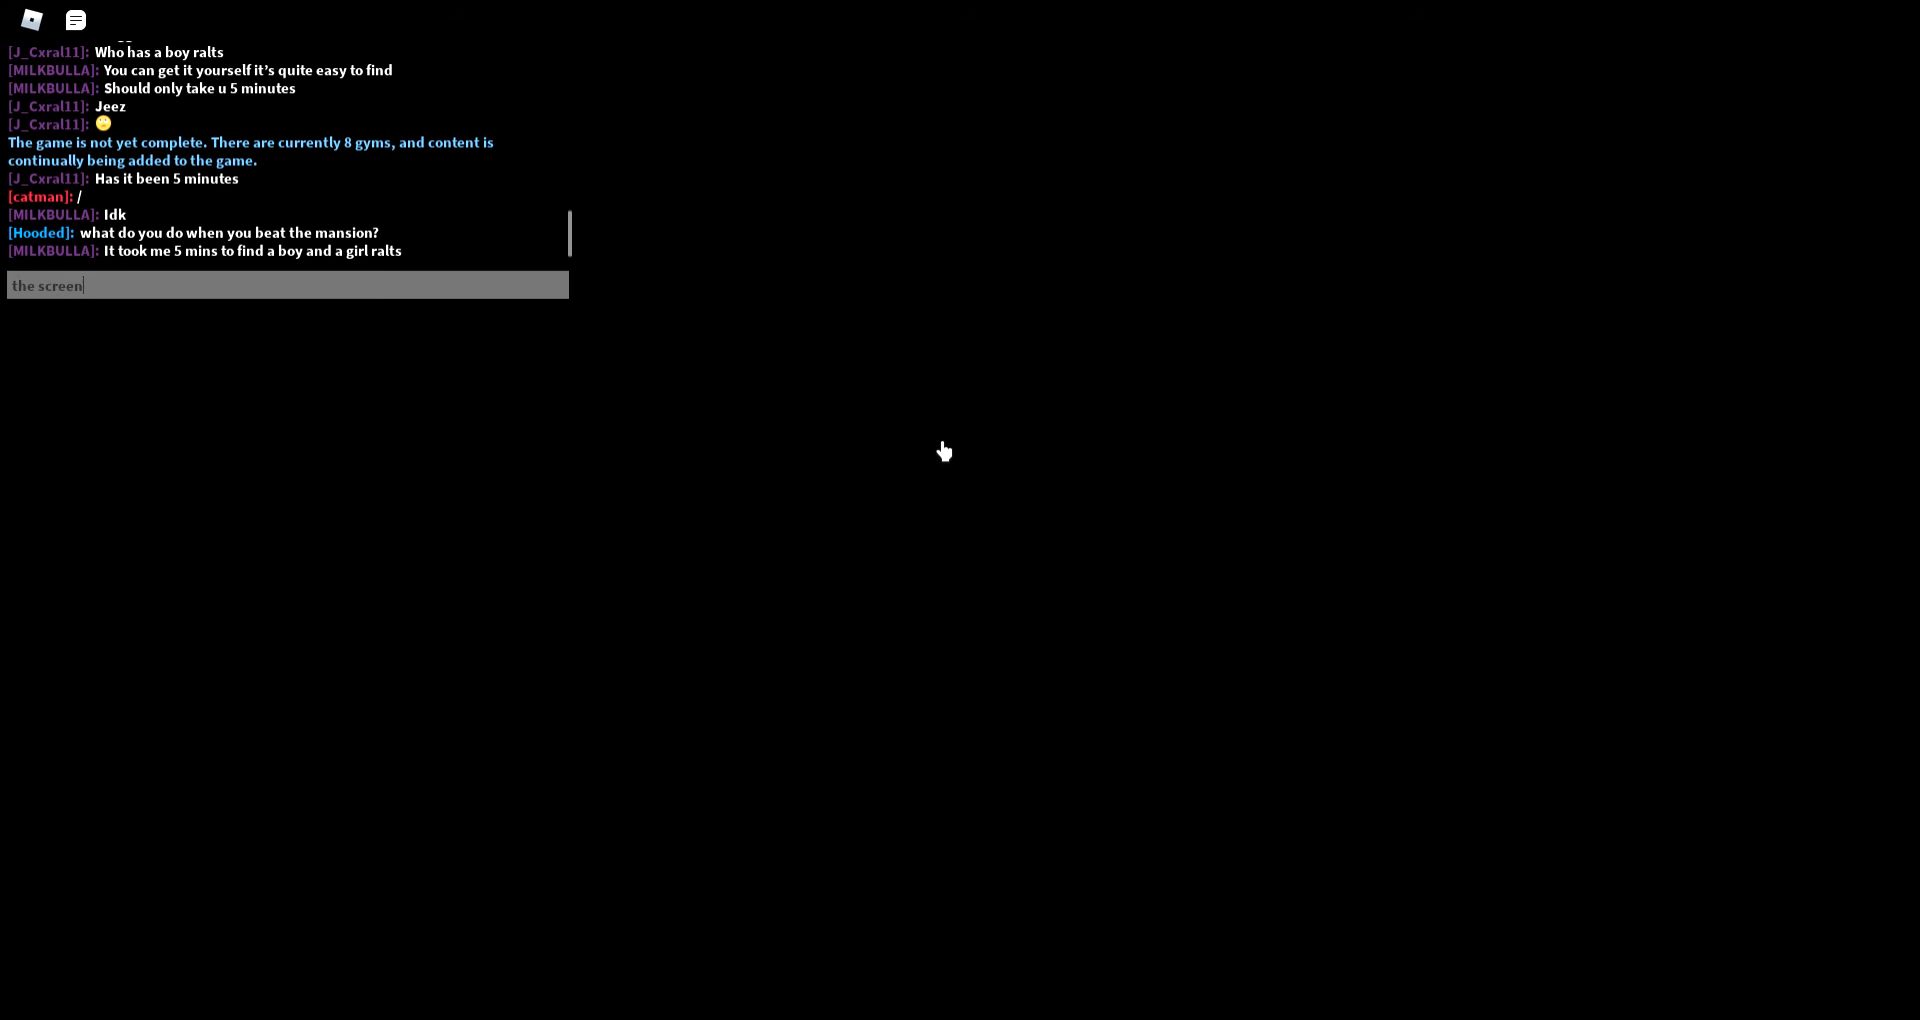 [J_Cxral11]: Who has a boy ralts
[MILKBULLA]: You can get it yourself it's quite easy to find
[MILKBULLA]: Should only take u 5 minutes
[J_Cxral11]: Jeez
[J_Cxral11]: 🙄
The game is not yet complete. There are currently 8 gyms, and content is
continually being added to the game.
[J_Cxral11]: Has it been 5 minutes
[catman]: /
[MILKBULLA]: Idk
[Hooded]: what do you do when you beat the mansion?
[MILKBULLA]: It took me 5 mins to find a boy and a girl ralts
the screen